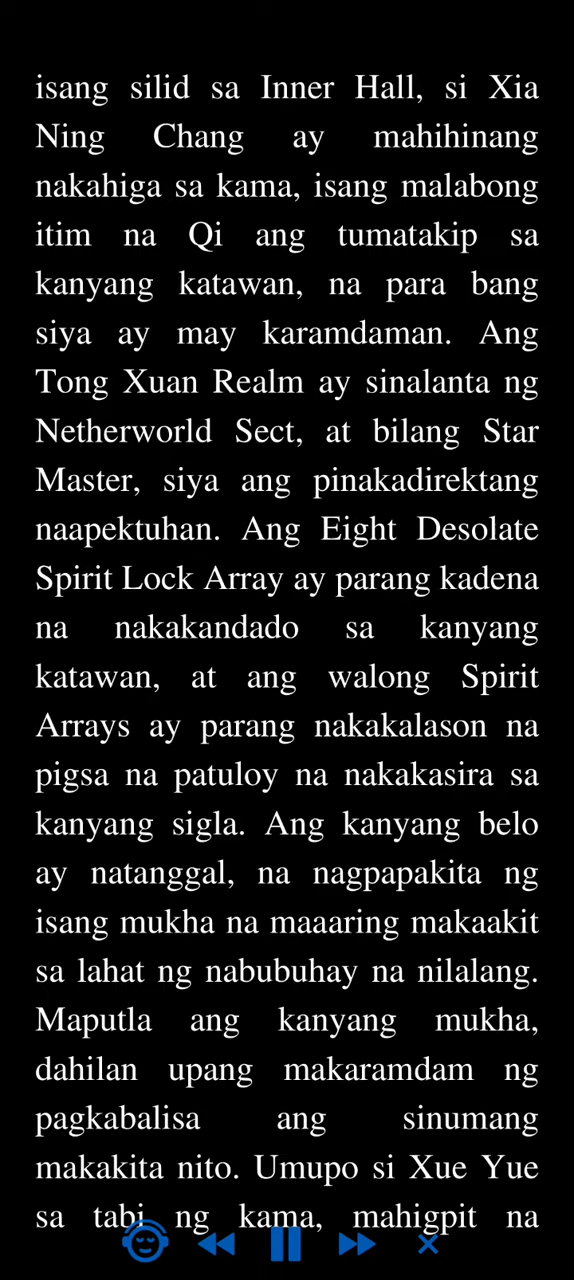 isang silid sa Inner Hall, si Xia
Ning Chang ay mahihinang
nakahiga sa kama, isang malabong
itim na Qi ang tumatakip sa
kanyang katawan, na para bang
siya ay may karamdaman. Ang
Tong Xuan Realm ay sinalanta ng
Netherworld Sect, at bilang Star
Master, siya ang pinakadirektang
naapektuhan. Ang Eight Desolate
Spirit Lock Array ay parang kadena
na nakakandado sa kanyang
katawan, at ang walong Spirit
Arrays ay parang nakakalason na
pigsa na patuloy na nakakasira sa
kanyang sigla. Ang kanyang belo
ay natanggal, na nagpapakita ng
isang mukha na maaaring makaakit
sa lahat ng nabubuhay na nilalang.
Maputla ang kanyang mukha,
dahilan upang makaramdam ng
pagkabalisa ang sinumang
makakita nito. Umupo si Xue Yue
sa tabi ng kama, mahigpit na